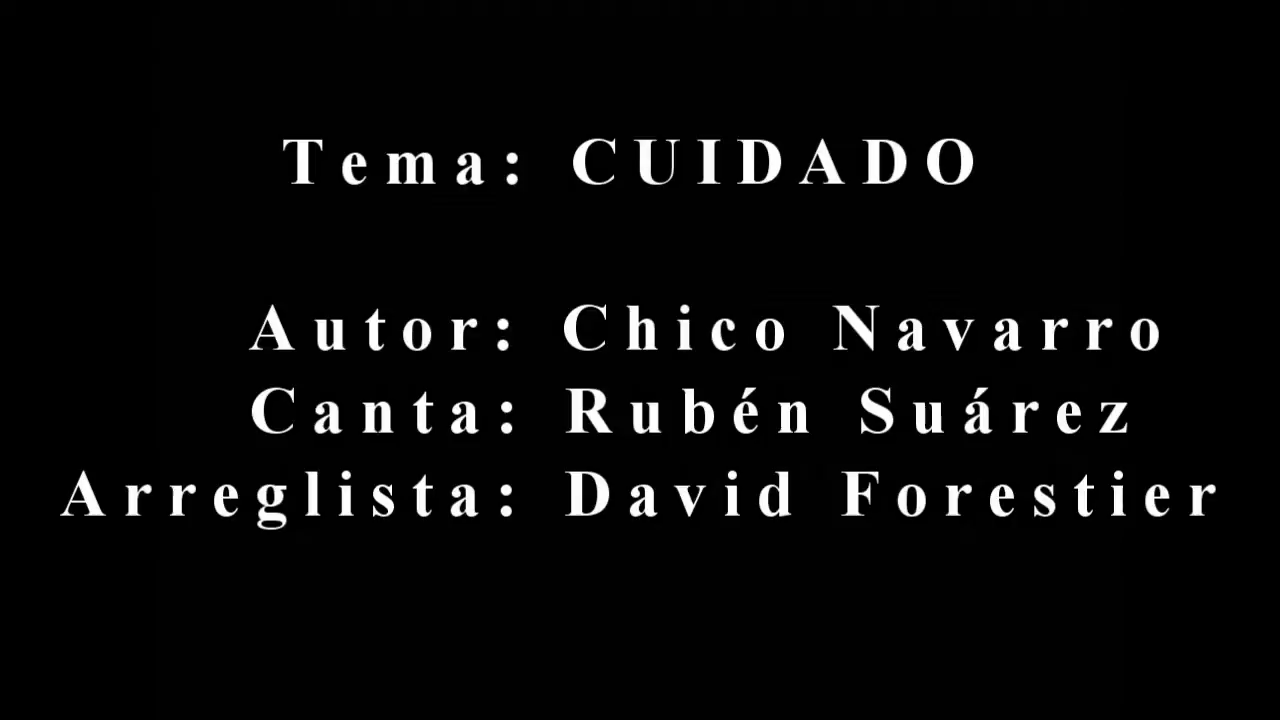 Tema: CUIDADO
Autor: Chico Navarro
Canta: Rubén Suárez
Arreglista: David Forestier